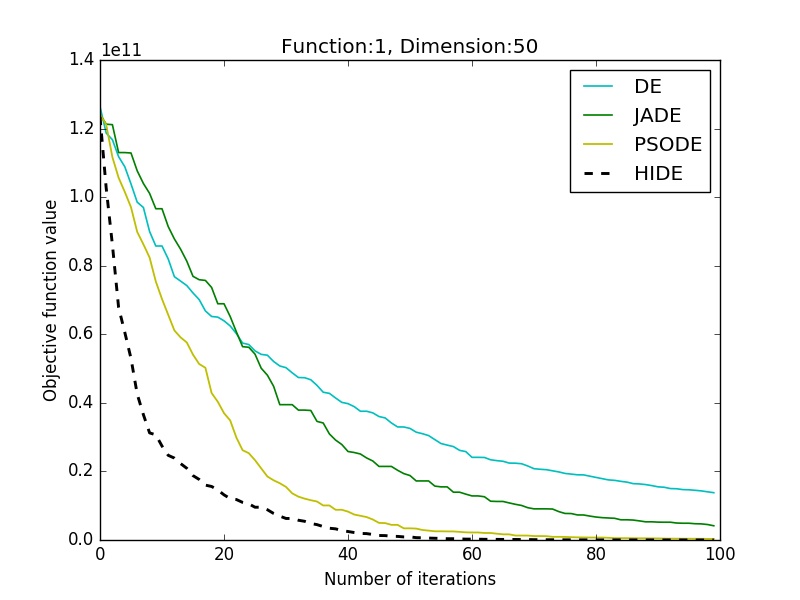 Function:1, Dimension:50
1e11
1.4
1.2
1.0
0.8
0.6
0.4
0.2
0.0
Objective function value
DE
JADE
PSODE
HIDE
0 20 40 60 80 100
Number of iterations